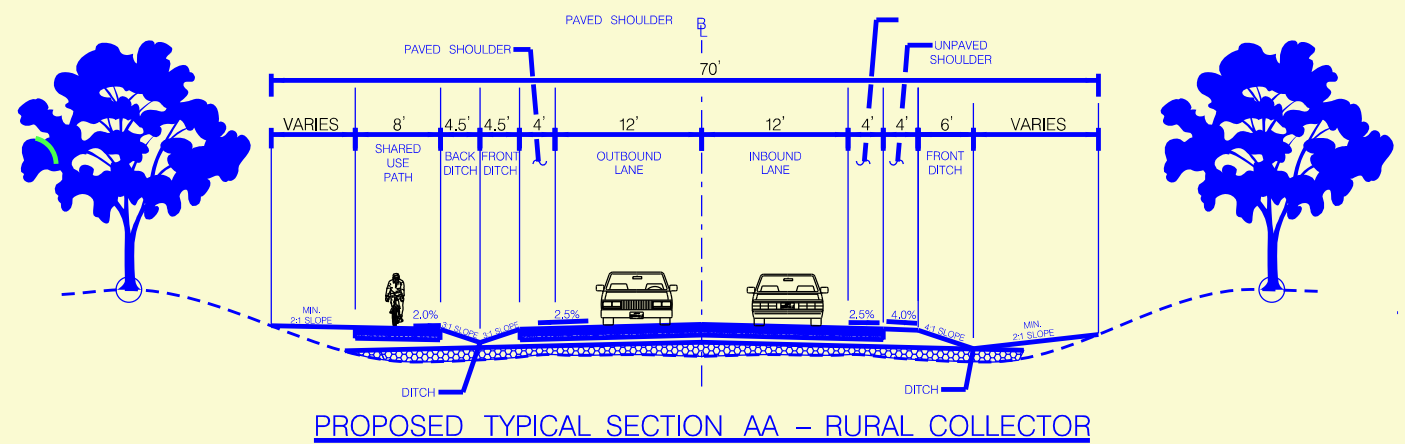 PAVED SHOULDER
B
L
PAVED SHOULDER
UNPAVED
SHOULDER
70'
VARIES
8'
4.5'
4.5'
4'
12'
12'
4'
4'
6'
VARIES
SHARED
USE
PATH
BACK
DITCH
FRONT
DITCH
OUTBOUND
LANE
INBOUND
LANE
FRONT
DITCH
MIN.
2:1 SLOPE
2.0%
3:1 SLOPE
3:1 SLOPE
2.5%
2.5%
4.0%
4:1 SLOPE
MIN.
2:1 SLOPE
DITCH
DITCH
PROPOSED TYPICAL SECTION AA – RURAL COLLECTOR